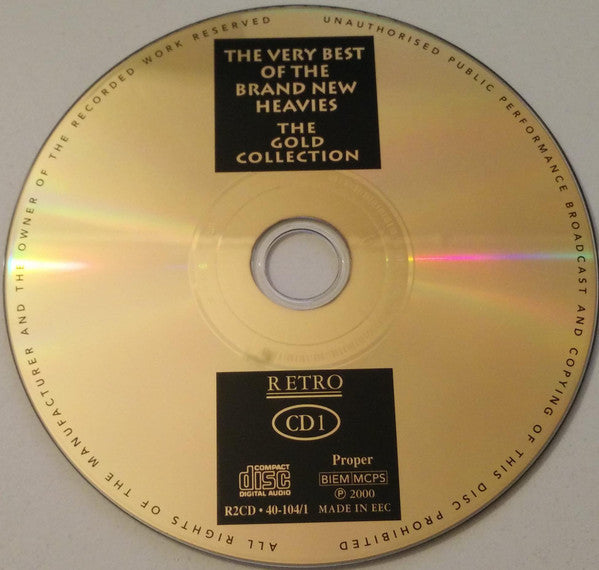 THE VERY BEST
OF THE
BRAND NEW
HEAVIES
THE
GOLD
COLLECTION
RETRO
CD 1
COMPACT
disc
DIGITAL AUDIO
R2CD • 40-104/1
Proper
BIEM MCPS
Ⓟ 2000
MADE IN EEC
ALL RIGHTS OF THE MANUFACTURER AND THE OWNER OF THE RECORDED WORK RESERVED
UNAUTHORISED PUBLIC PERFORMANCE BROADCAST AND COPYING OF THIS DISC PROHIBITED